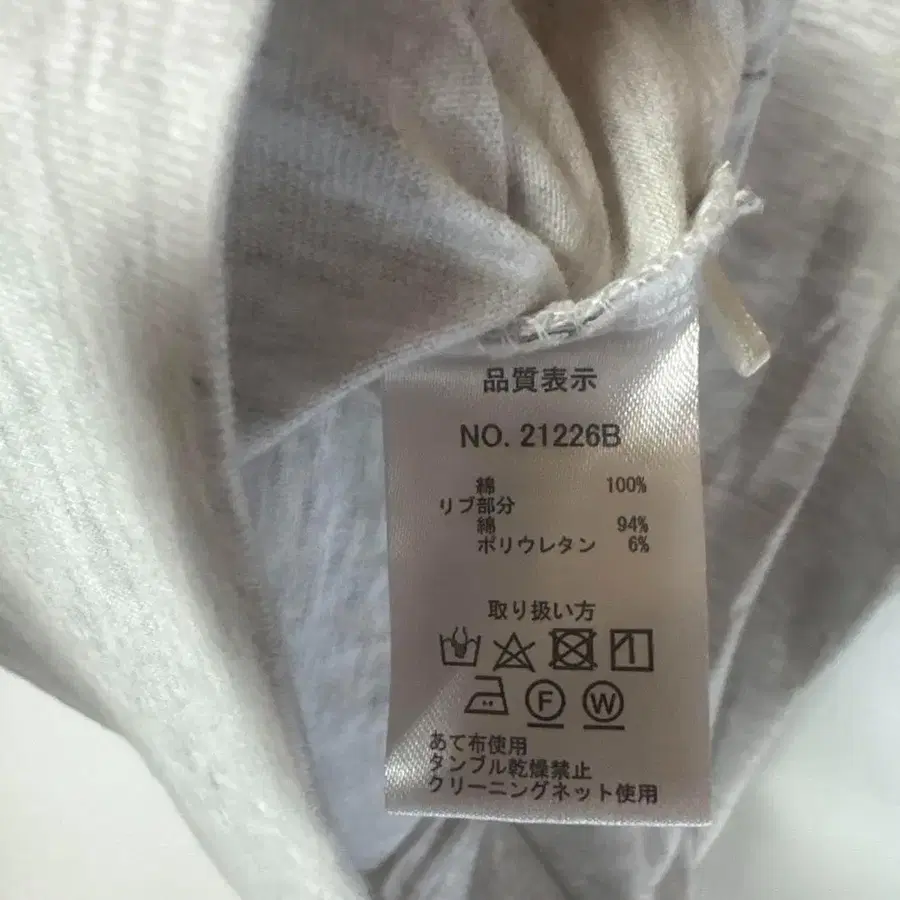 品質表示
NO. 21226B
綿 100%
リブ部分
綿 94%
ポリウレタン 6%
取り扱い方
F W
あて布使用
タンブル乾燥禁止
クリーニングネット使用